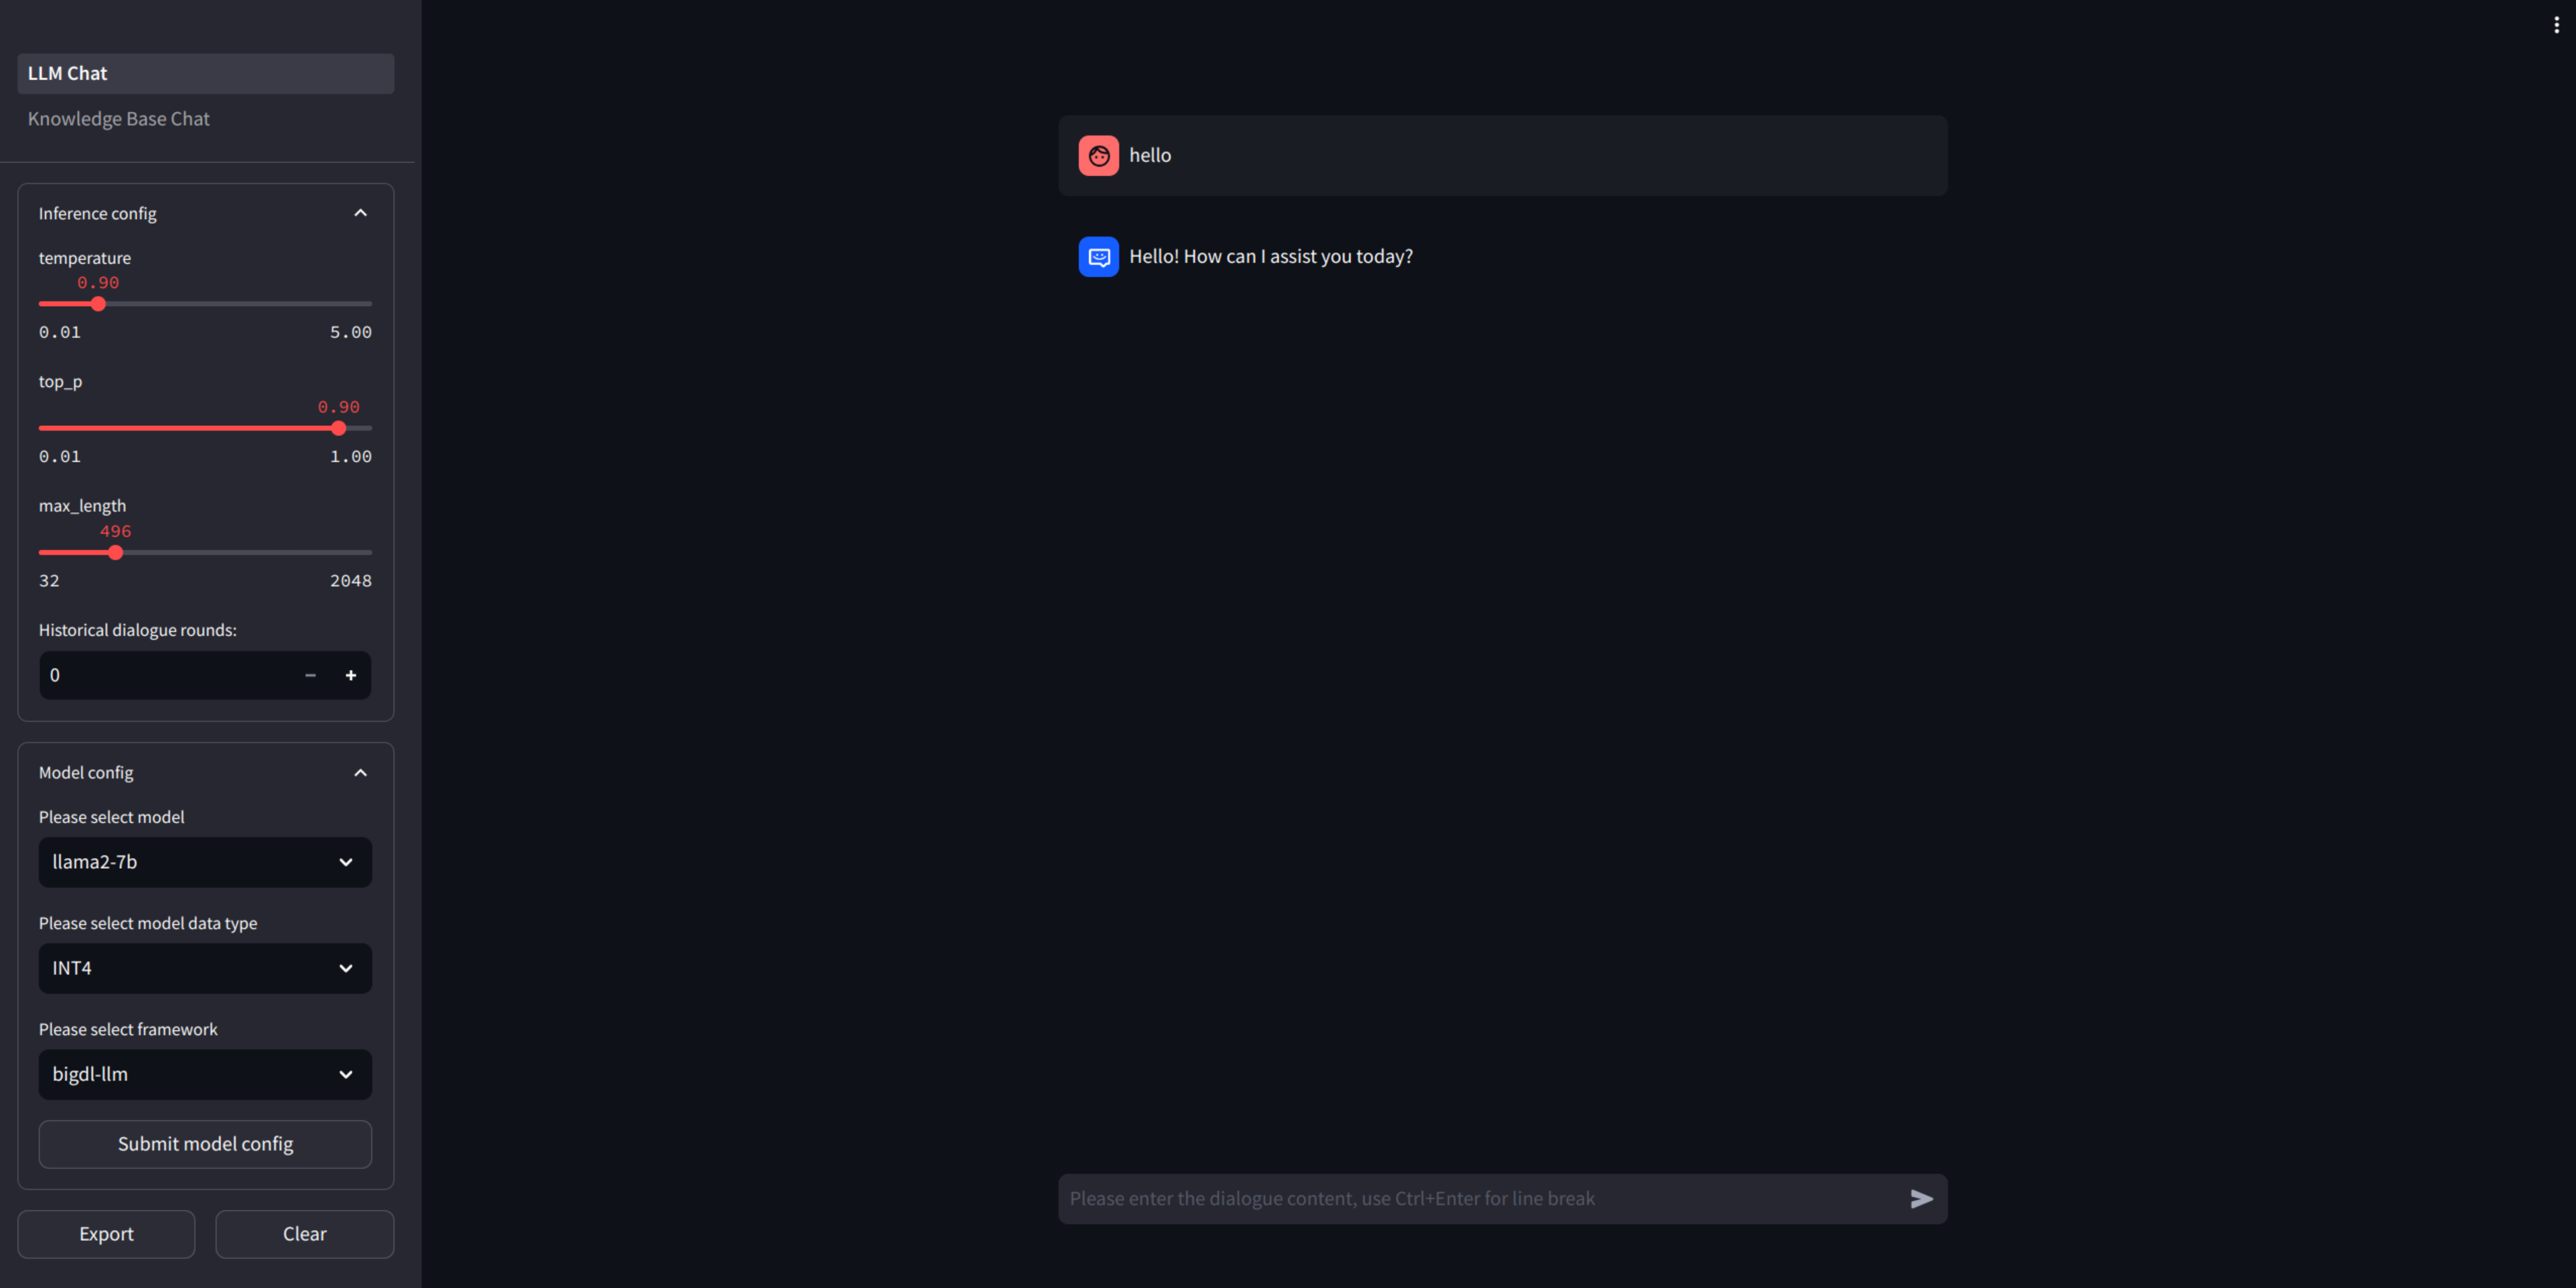 LLM Chat
Knowledge Base Chat
Inference config
temperature
0.90
0.01 5.00
top_p
0.90
0.01 1.00
max_length
496
32 2048
Historical dialogue rounds:
0
Model config
Please select model
llama2-7b
Please select model data type
INT4
Please select framework
bigdl-llm
Submit model config
Export Clear
hello
Hello! How can I assist you today?
Please enter the dialogue content, use Ctrl+Enter for line break